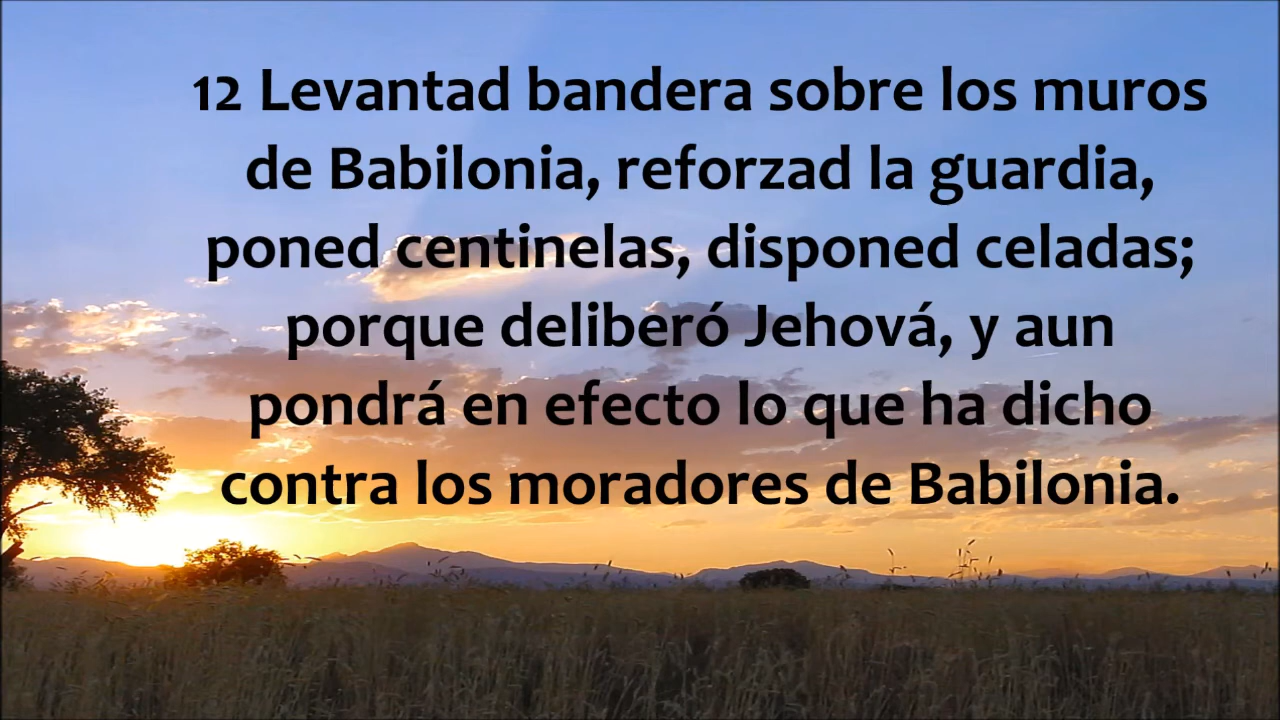 12 Levantad bandera sobre los muros
de Babilonia, reforzad la guardia,
poned centinelas, disponed celadas;
porque deliberó Jehová, y aun
pondrá en efecto lo que ha dicho
contra los moradores de Babilonia.